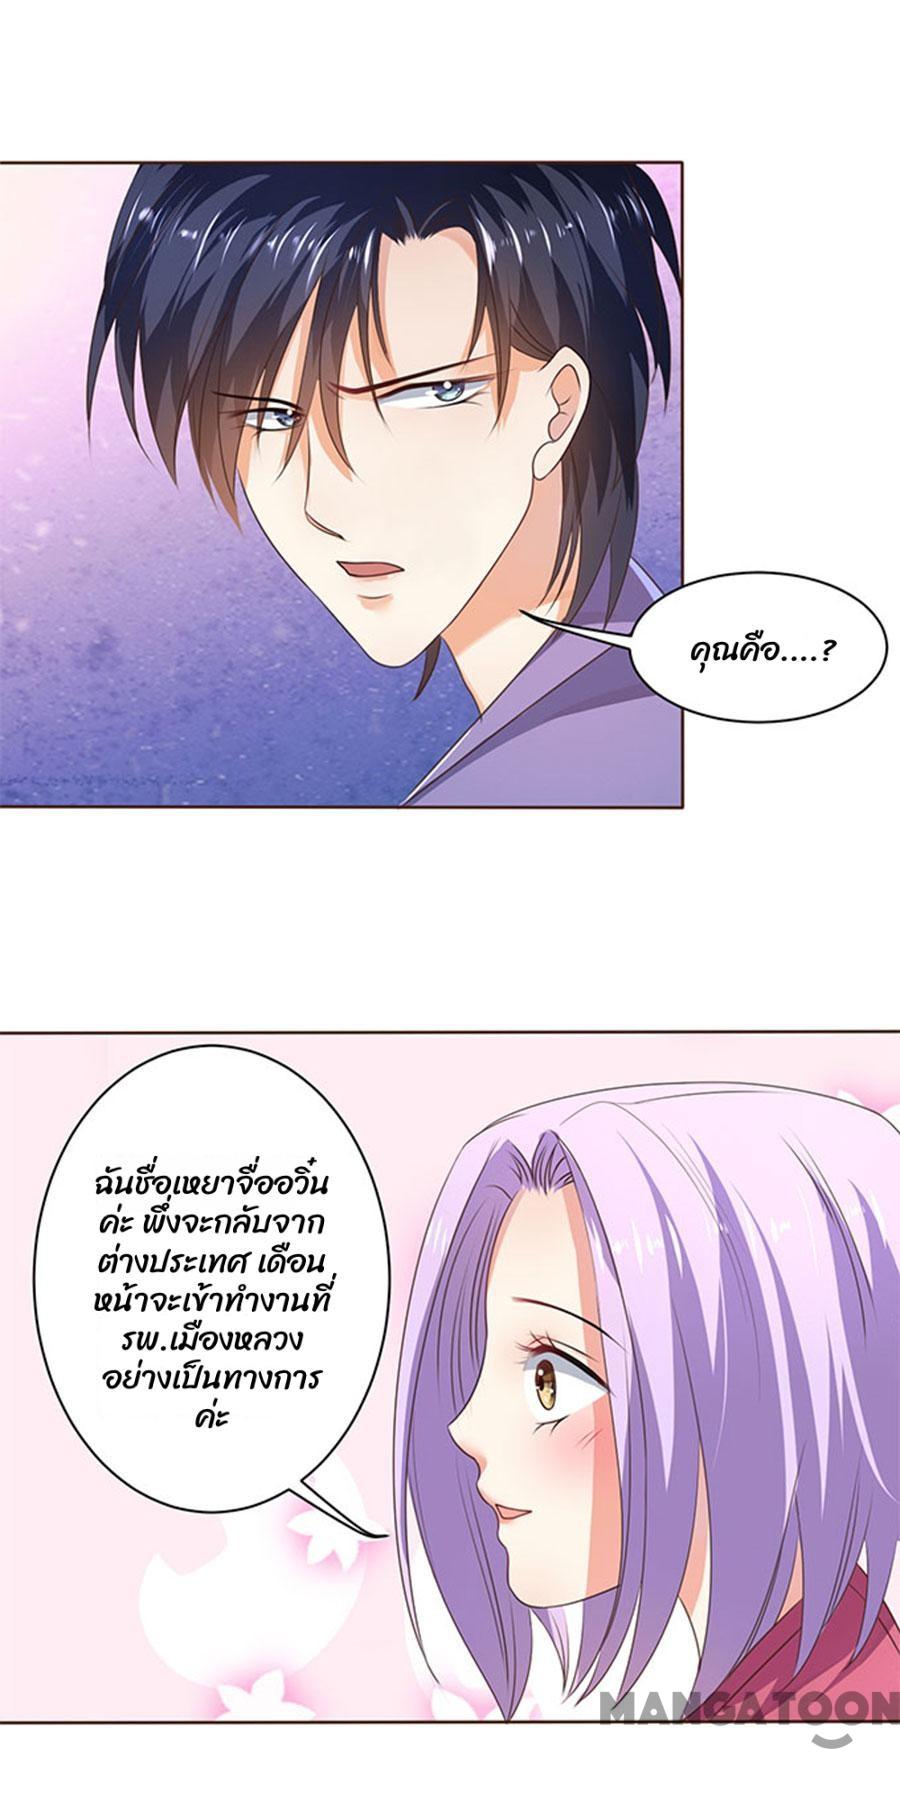 คุณคือ....?
ฉันชื่อเหยาจื่ออวิ๋น
ค่ะ พึ่งจะกลับจาก
ต่างประเทศ เดือน
หน้าจะเข้าทำงานที่
รพ.เมืองหลวง
อย่างเป็นทางการ
ค่ะ
MANGATOON